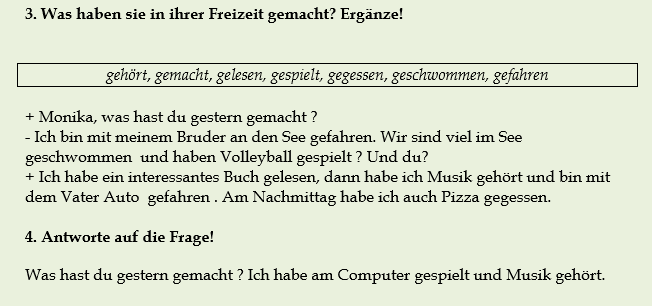 3. Was haben sie in ihrer Freizeit gemacht? Ergänze!
gehört, gemacht, gelesen, gespielt, gegessen, geschwommen, gefahren
+ Monika, was hast du gestern gemacht ?
- Ich bin mit meinem Bruder an den See gefahren. Wir sind viel im See
geschwommen und haben Volleyball gespielt ? Und du?
+ Ich habe ein interessantes Buch gelesen, dann habe ich Musik gehört und bin mit
dem Vater Auto gefahren . Am Nachmittag habe ich auch Pizza gegessen.
4. Antworte auf die Frage!
Was hast du gestern gemacht ? Ich habe am Computer gespielt und Musik gehört.